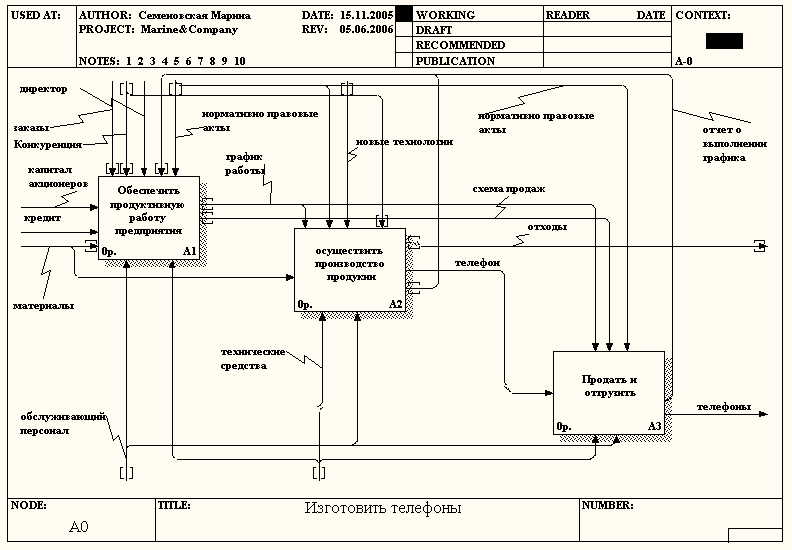 USED AT:
AUTHOR: Семеновская Марина
DATE: 15.11.2005
WORKING
READER
DATE
CONTEXT:
PROJECT: Marine&Company
REV: 05.06.2006
DRAFT
RECOMMENDED
NOTES: 1 2 3 4 5 6 7 8 9 10
PUBLICATION
A-0
директор
заказы
Конкуренция
нормативно правовые
акты
новые технологии
нормативно правовые
акты
отчет о
выполнении
графика
капитал
акционеров
кредит
материалы
график
работы
схема продаж
отходы
телефон
Обеспечить
продуктивную
работу
предприятия
0р.
A1
осуществить
производство
продукии
0р.
A2
технические
средства
Продать и
отгрузить
0р.
A3
телефоны
обслуживающий
персонал
NODE:
TITLE:
NUMBER:
A0
Изготовить телефоны